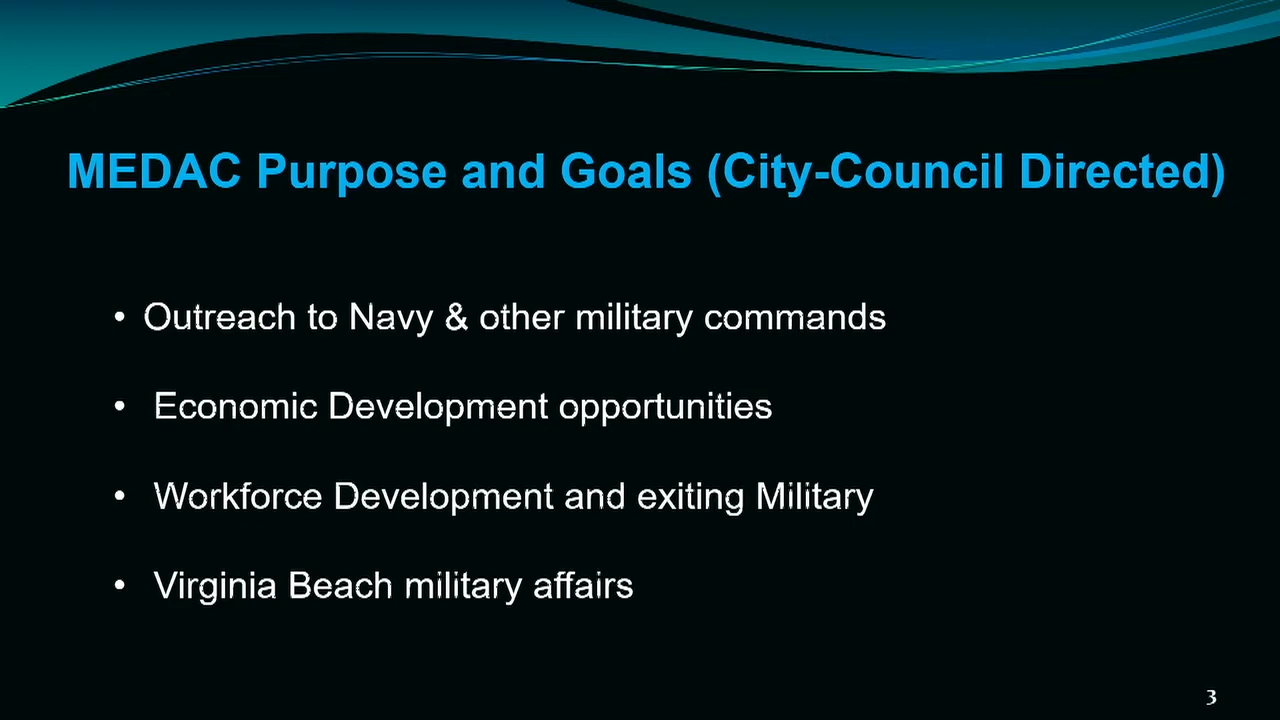 MEDAC Purpose and Goals (City-Council Directed)
• Outreach to Navy & other military commands
• Economic Development opportunities
• Workforce Development and exiting Military
• Virginia Beach military affairs
3